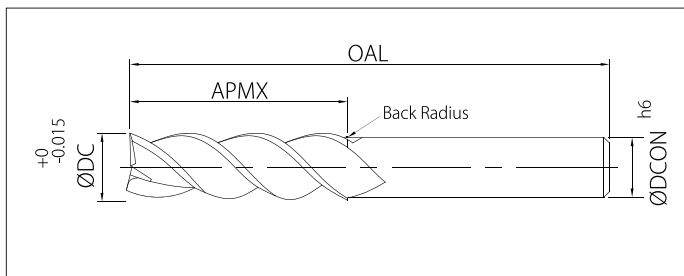 OAL
APMX
Back Radius
h6
+0
-0.015
ØDC
ØDCON